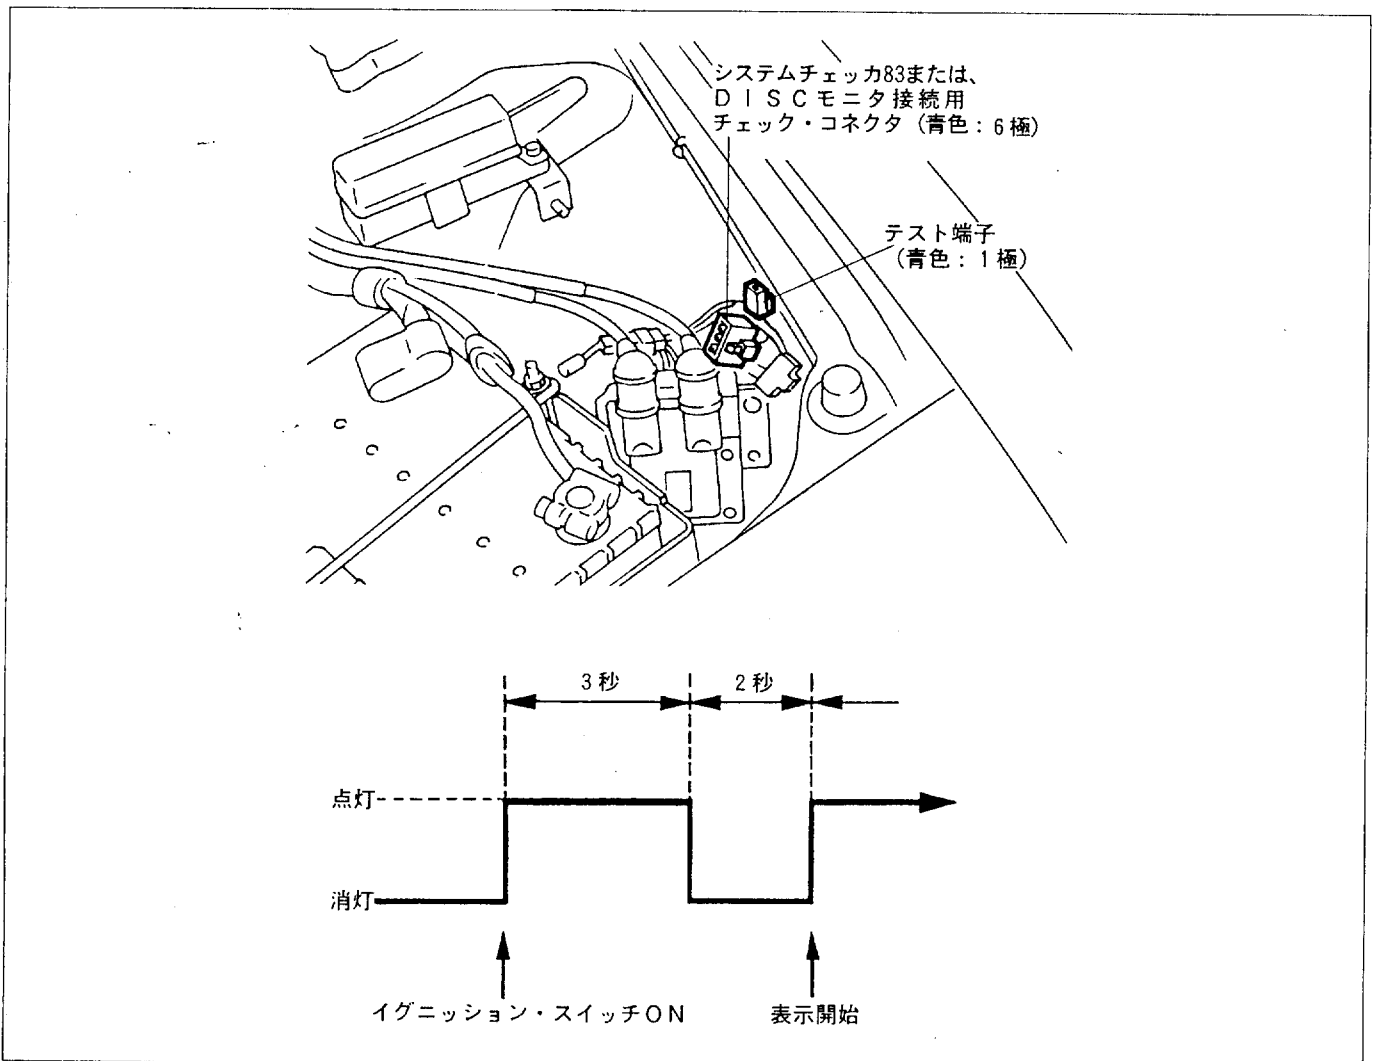 システムチェッカ83または、
ＤＩＳＣモニタ接続用
チェック・コネクタ（青色：6極）
テスト端子
（青色：1極）
3秒
2秒
点灯
消灯
イグニッション・スイッチＯＮ
表示開始